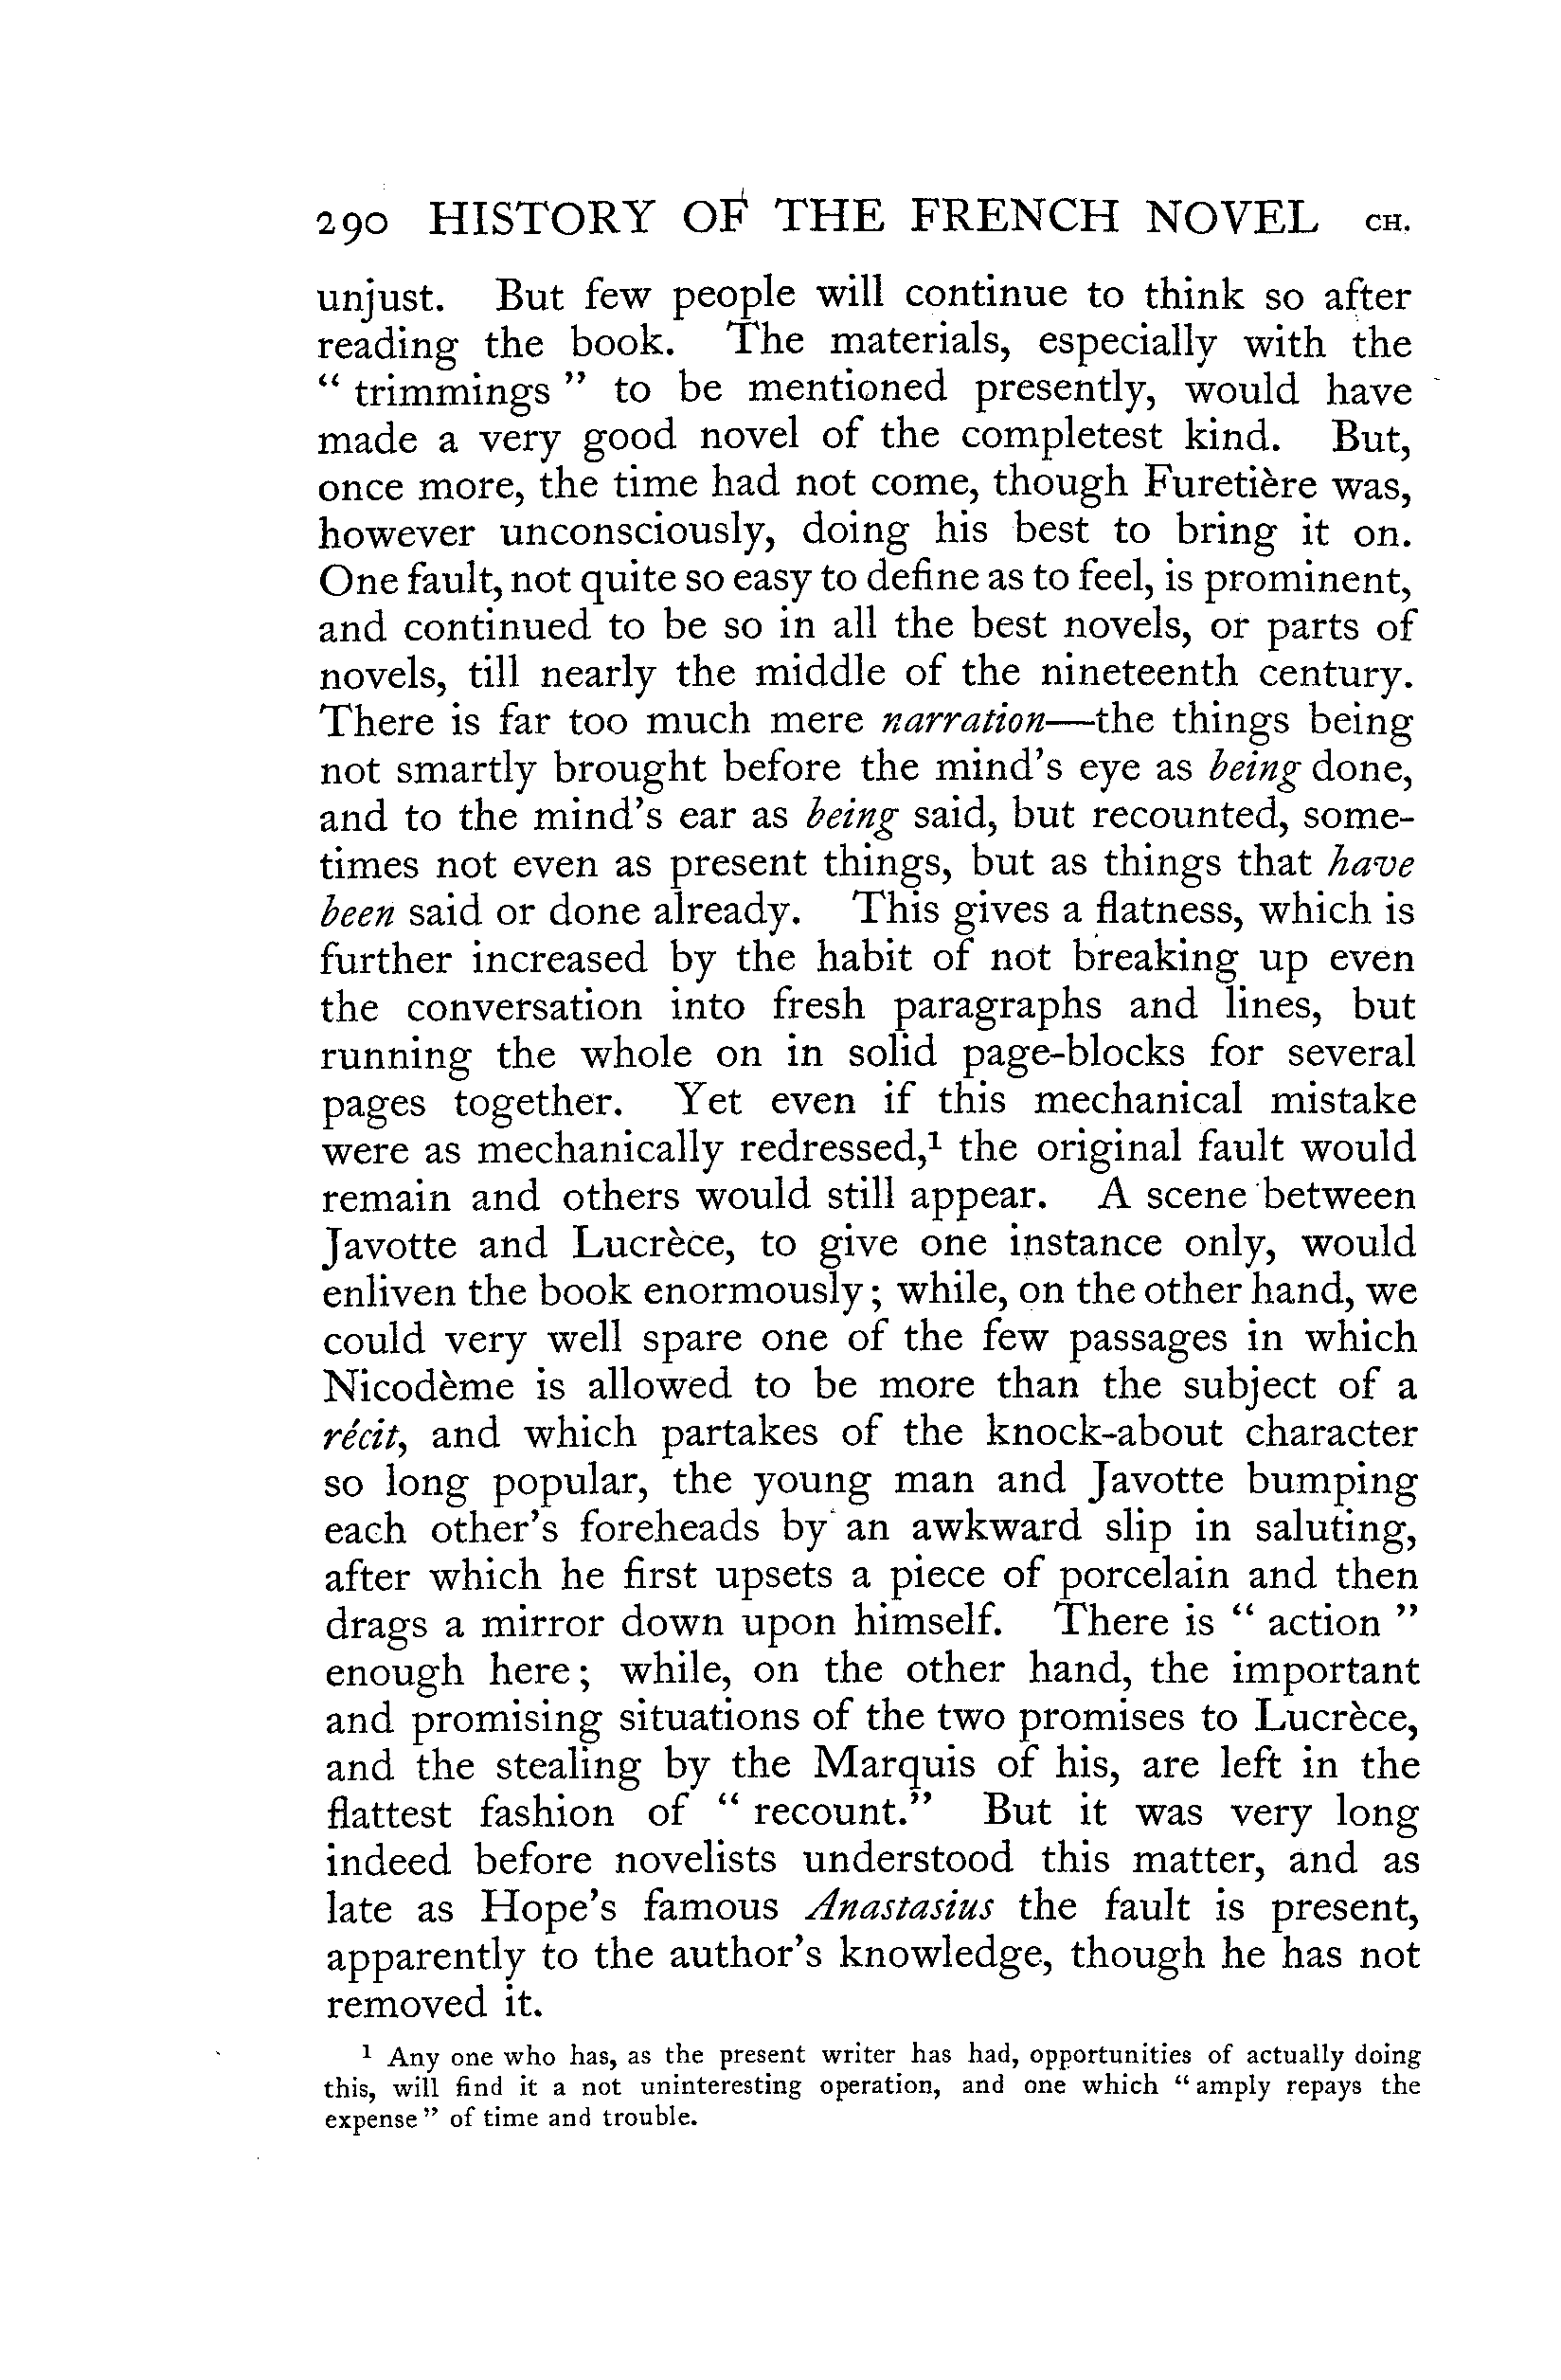 290 HISTORY OF THE FRENCH NOVEL CH.
unjust. But few people will continue to think so after
reading the book. The materials, especially with the
“ trimmings ” to be mentioned presently, would have
made a very good novel of the completest kind. But,
once more, the time had not come, though Furetière was,
however unconsciously, doing his best to bring it on.
One fault, not quite so easy to define as to feel, is prominent,
and continued to be so in all the best novels, or parts of
novels, till nearly the middle of the nineteenth century.
There is far too much mere narration—the things being
not smartly brought before the mind’s eye as being done,
and to the mind’s ear as being said, but recounted, some-
times not even as present things, but as things that have
been said or done already. This gives a flatness, which is
further increased by the habit of not breaking up even
the conversation into fresh paragraphs and lines, but
running the whole on in solid page-blocks for several
pages together. Yet even if this mechanical mistake
were as mechanically redressed,¹ the original fault would
remain and others would still appear. A scene between
Javotte and Lucrèce, to give one instance only, would
enliven the book enormously ; while, on the other hand, we
could very well spare one of the few passages in which
Nicodème is allowed to be more than the subject of a
récit, and which partakes of the knock-about character
so long popular, the young man and Javotte bumping
each other’s foreheads by an awkward slip in saluting,
after which he first upsets a piece of porcelain and then
drags a mirror down upon himself. There is “ action ”
enough here ; while, on the other hand, the important
and promising situations of the two promises to Lucrèce,
and the stealing by the Marquis of his, are left in the
flattest fashion of “ recount.” But it was very long
indeed before novelists understood this matter, and as
late as Hope’s famous Anastasius the fault is present,
apparently to the author’s knowledge, though he has not
removed it.
¹ Any one who has, as the present writer has had, opportunities of actually doing
this, will find it a not uninteresting operation, and one which “ amply repays the
expense ” of time and trouble.